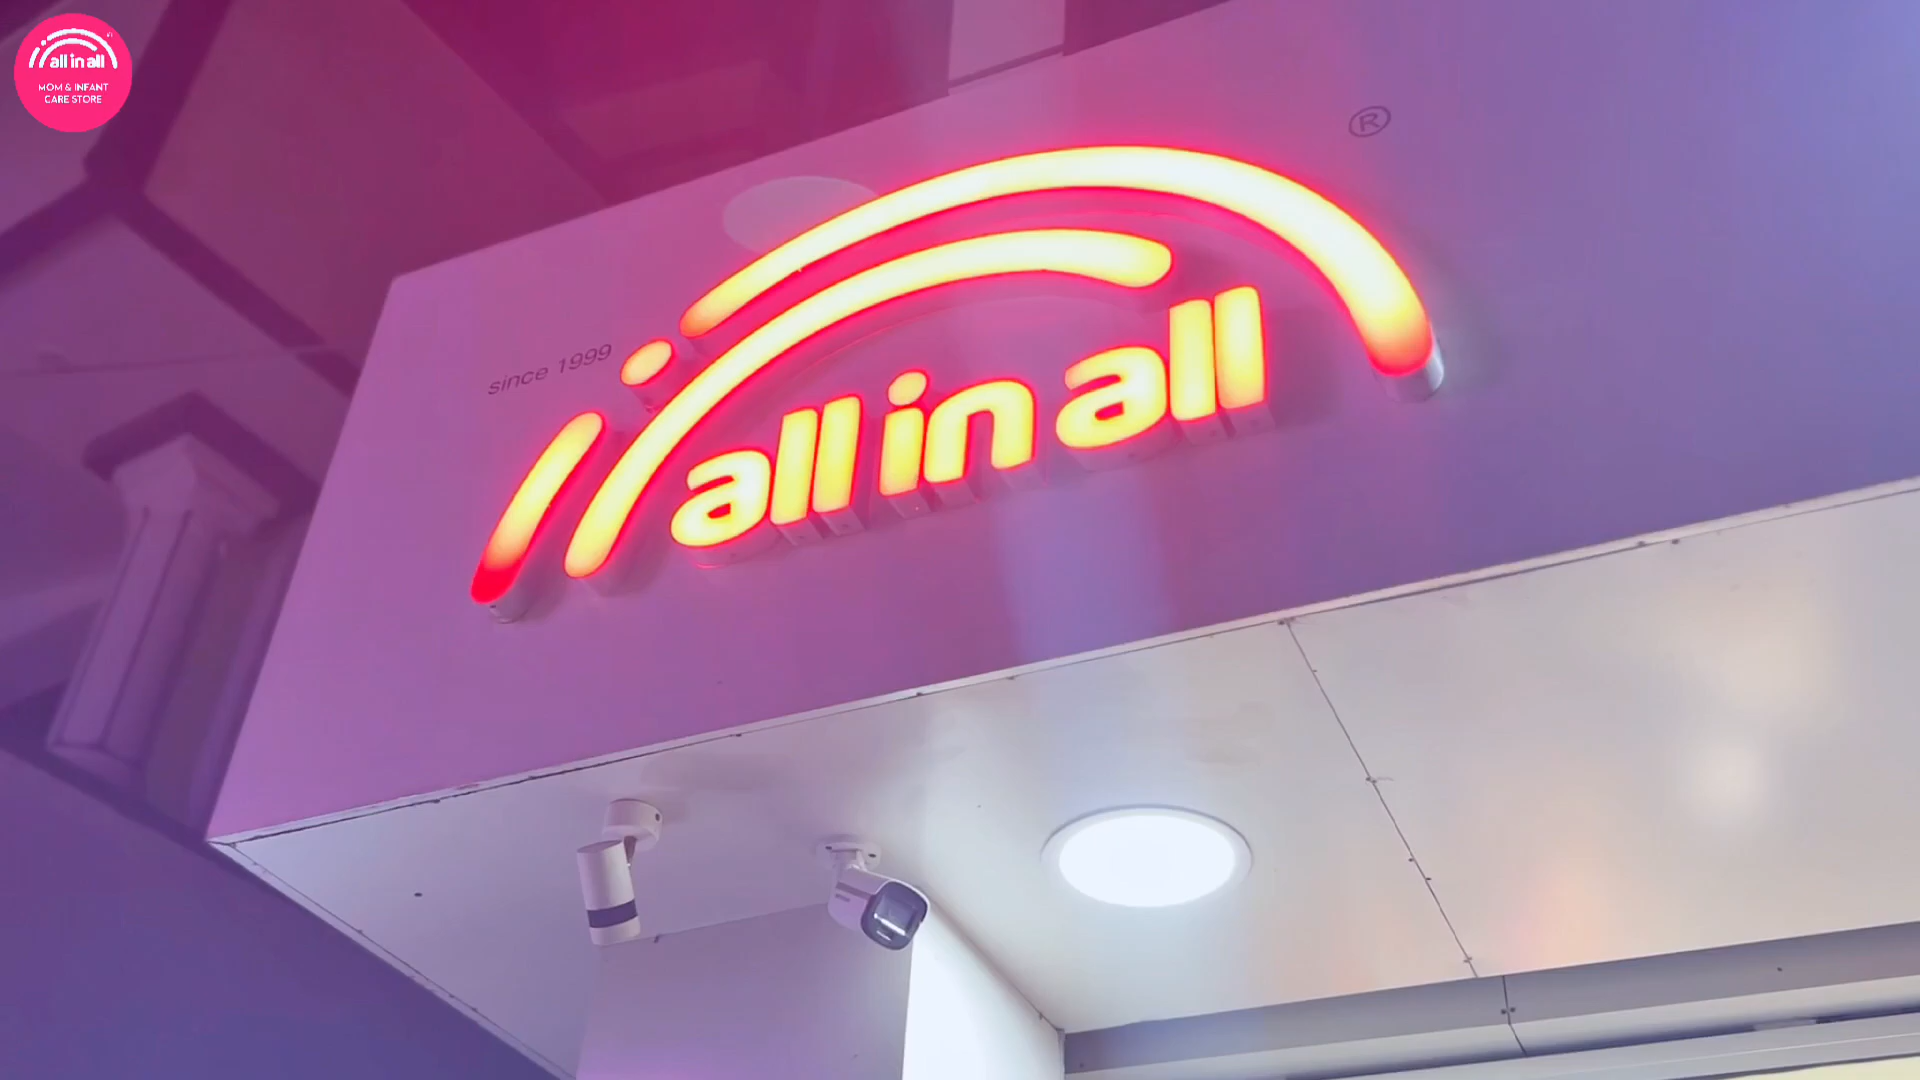 all in all
MOM & INFANT
CARE STORE
®
since 1999
all in all